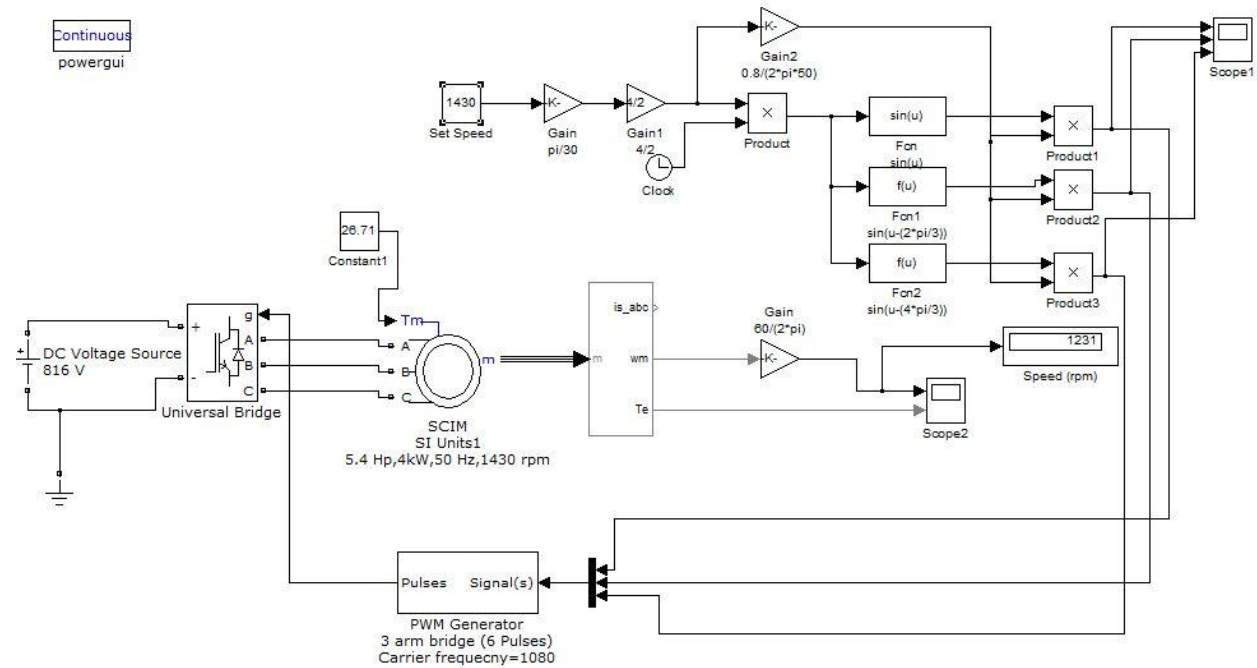 Continuous
powergui
K-
Gain2
0.8/(2*pi*50)
Scope1
1430
Set Speed
K-
Gain
pi/30
4/2
Gain1
4/2
×
Product
Clock
sin(u)
Fcn
sin(u)
×
Product1
f(u)
Fcn1
sin(u-(2*pi/3))
×
Product2
f(u)
Fcn2
sin(u-(4*pi/3))
×
Product3
26.71
Constant1
DC Voltage Source
816 V
+
+
-
g
A
B
C
Universal Bridge
Tm
A
B
C
m
SCIM
SI Units1
5.4 Hp,4kW,50 Hz,1430 rpm
m
is_abc
wm
Te
Gain
60/(2*pi)
K-
1231
Speed (rpm)
Scope2
Pulses
Signal(s)
PWM Generator
3 arm bridge (6 Pulses)
Carrier frequecny=1080